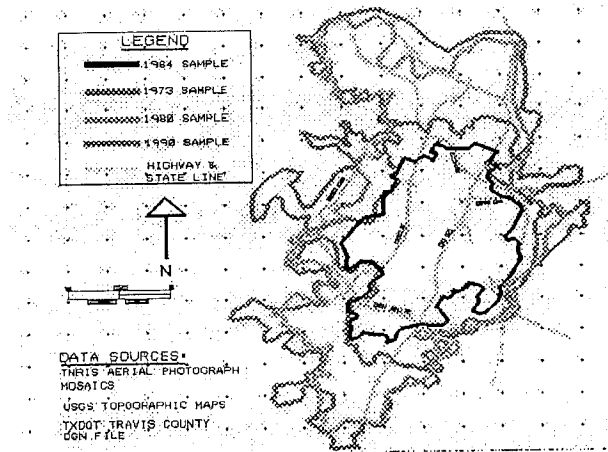 LEGEND
1964 SAMPLE
1973 SAMPLE
1980 SAMPLE
1990 SAMPLE
HIGHWAY &
STATE LINE
N
DATA SOURCES:
TNRIS AERIAL PHOTOGRAPH
MOSAICS
USGS TOPOGRAPHIC MAPS
TXDOT TRAVIS COUNTY
DGN FILE